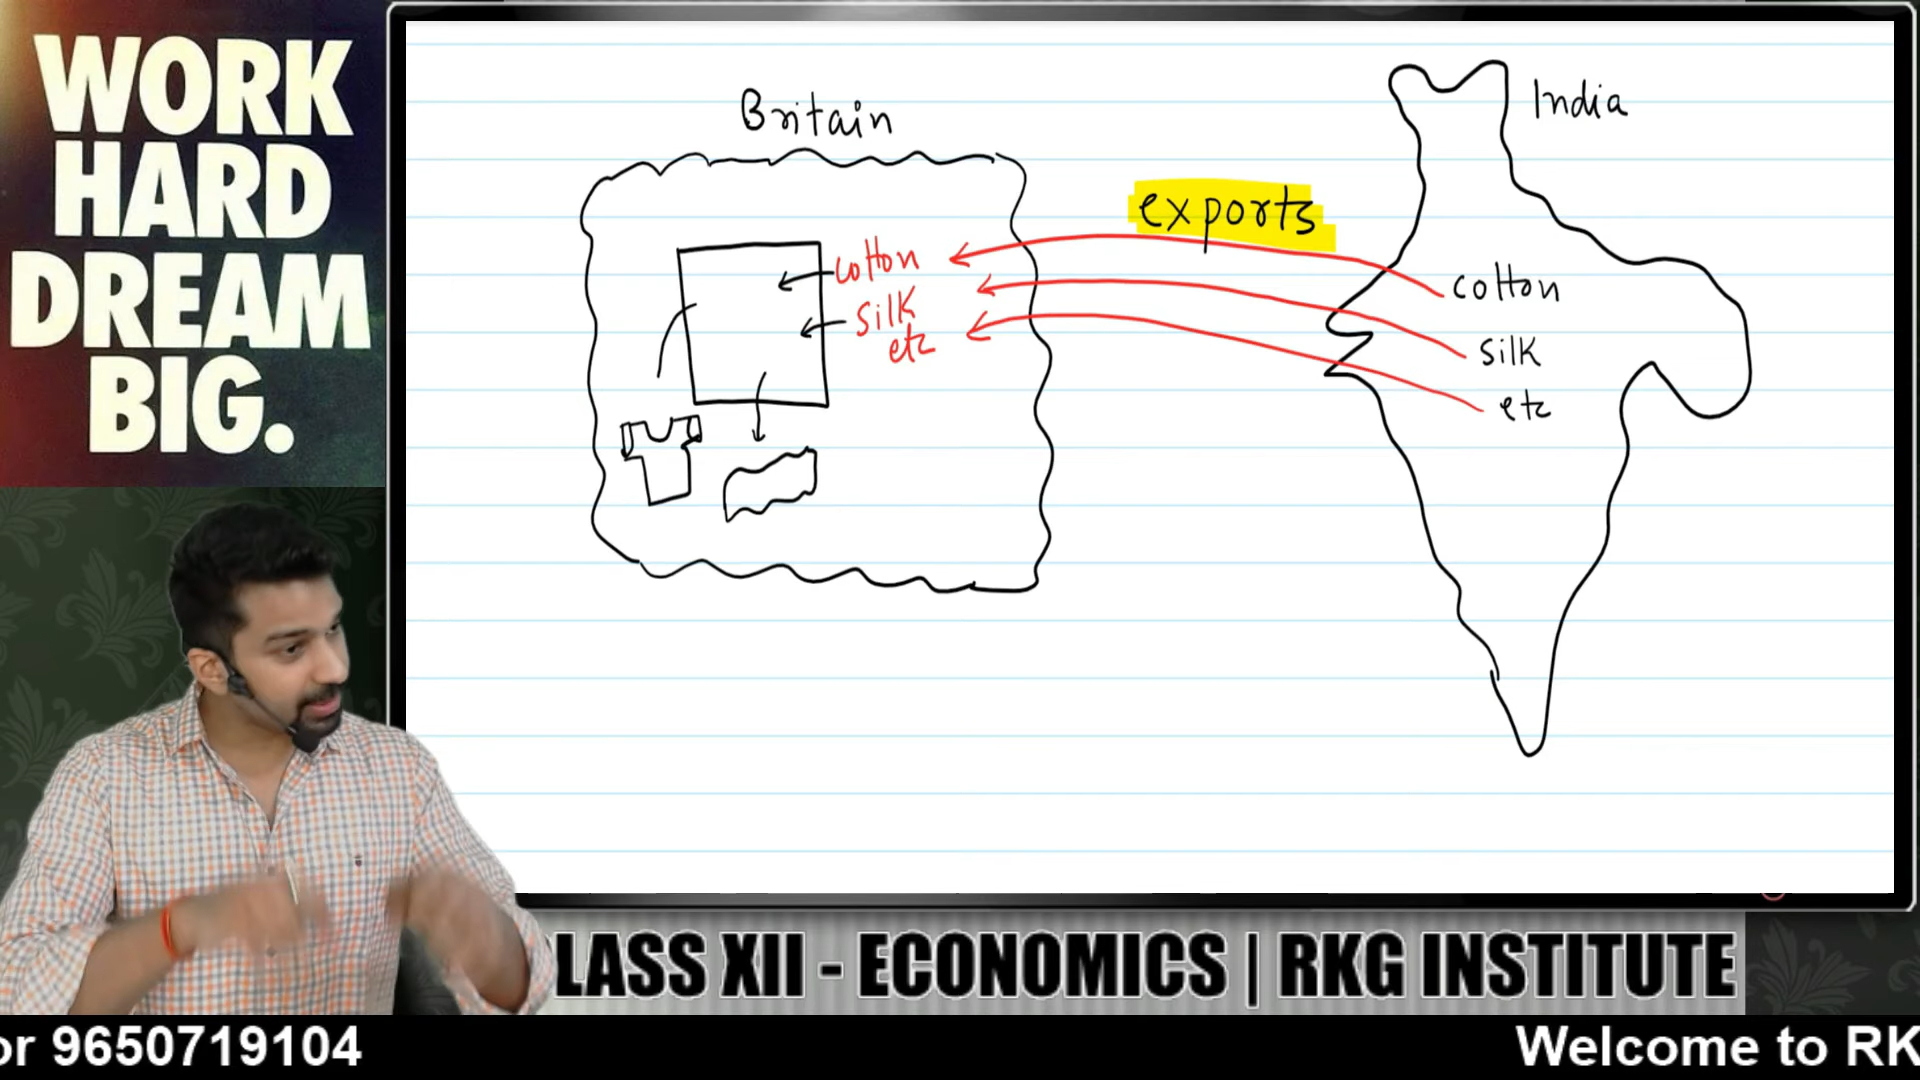 WORK
HARD
DREAM
BIG.
Britain
India
exports
cotton
silk
etc
cotton
silk
etc
LASS XII - ECONOMICS | RKG INSTITUTE
or 9650719104
Welcome to RK